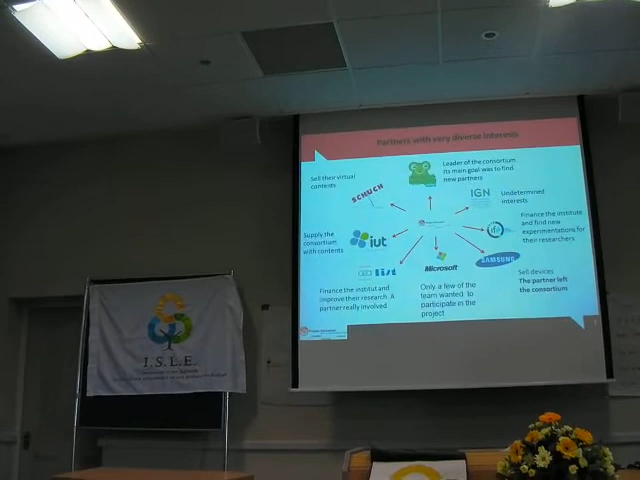 Partners with very diverse interests
Leader of the consortium
its main goal was to find
new partners
Sell their virtual
contents
SCHUCH
IGN
Undetermined
interests
Supply the
consortium
with contents
iut
Finance the institute
and find new
experimentations for
their researchers
list
Microsoft
SAMSUNG
Finance the institut and
improve their research. A
partner really involved
Only a few of the
team wanted to
participate in the
project
Sell devices
The partner left
the consortium
I.S.L.E.